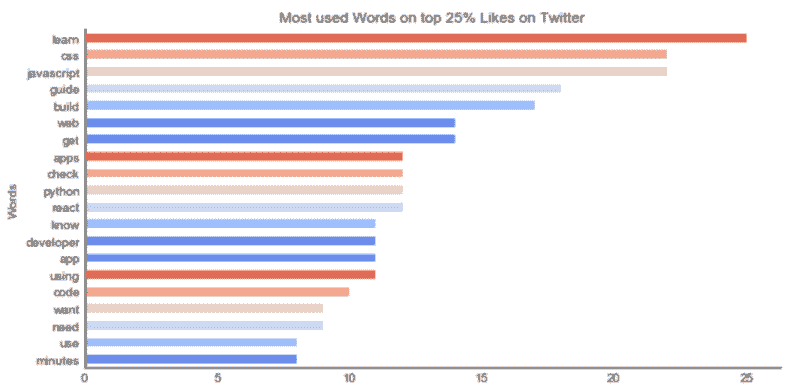 Most used Words on top 25% Likes on Twitter
learn
css
javascript
guide
build
web
get
apps
check
python
react
know
developer
app
using
code
want
need
use
minutes
Words
0 5 10 15 20 25